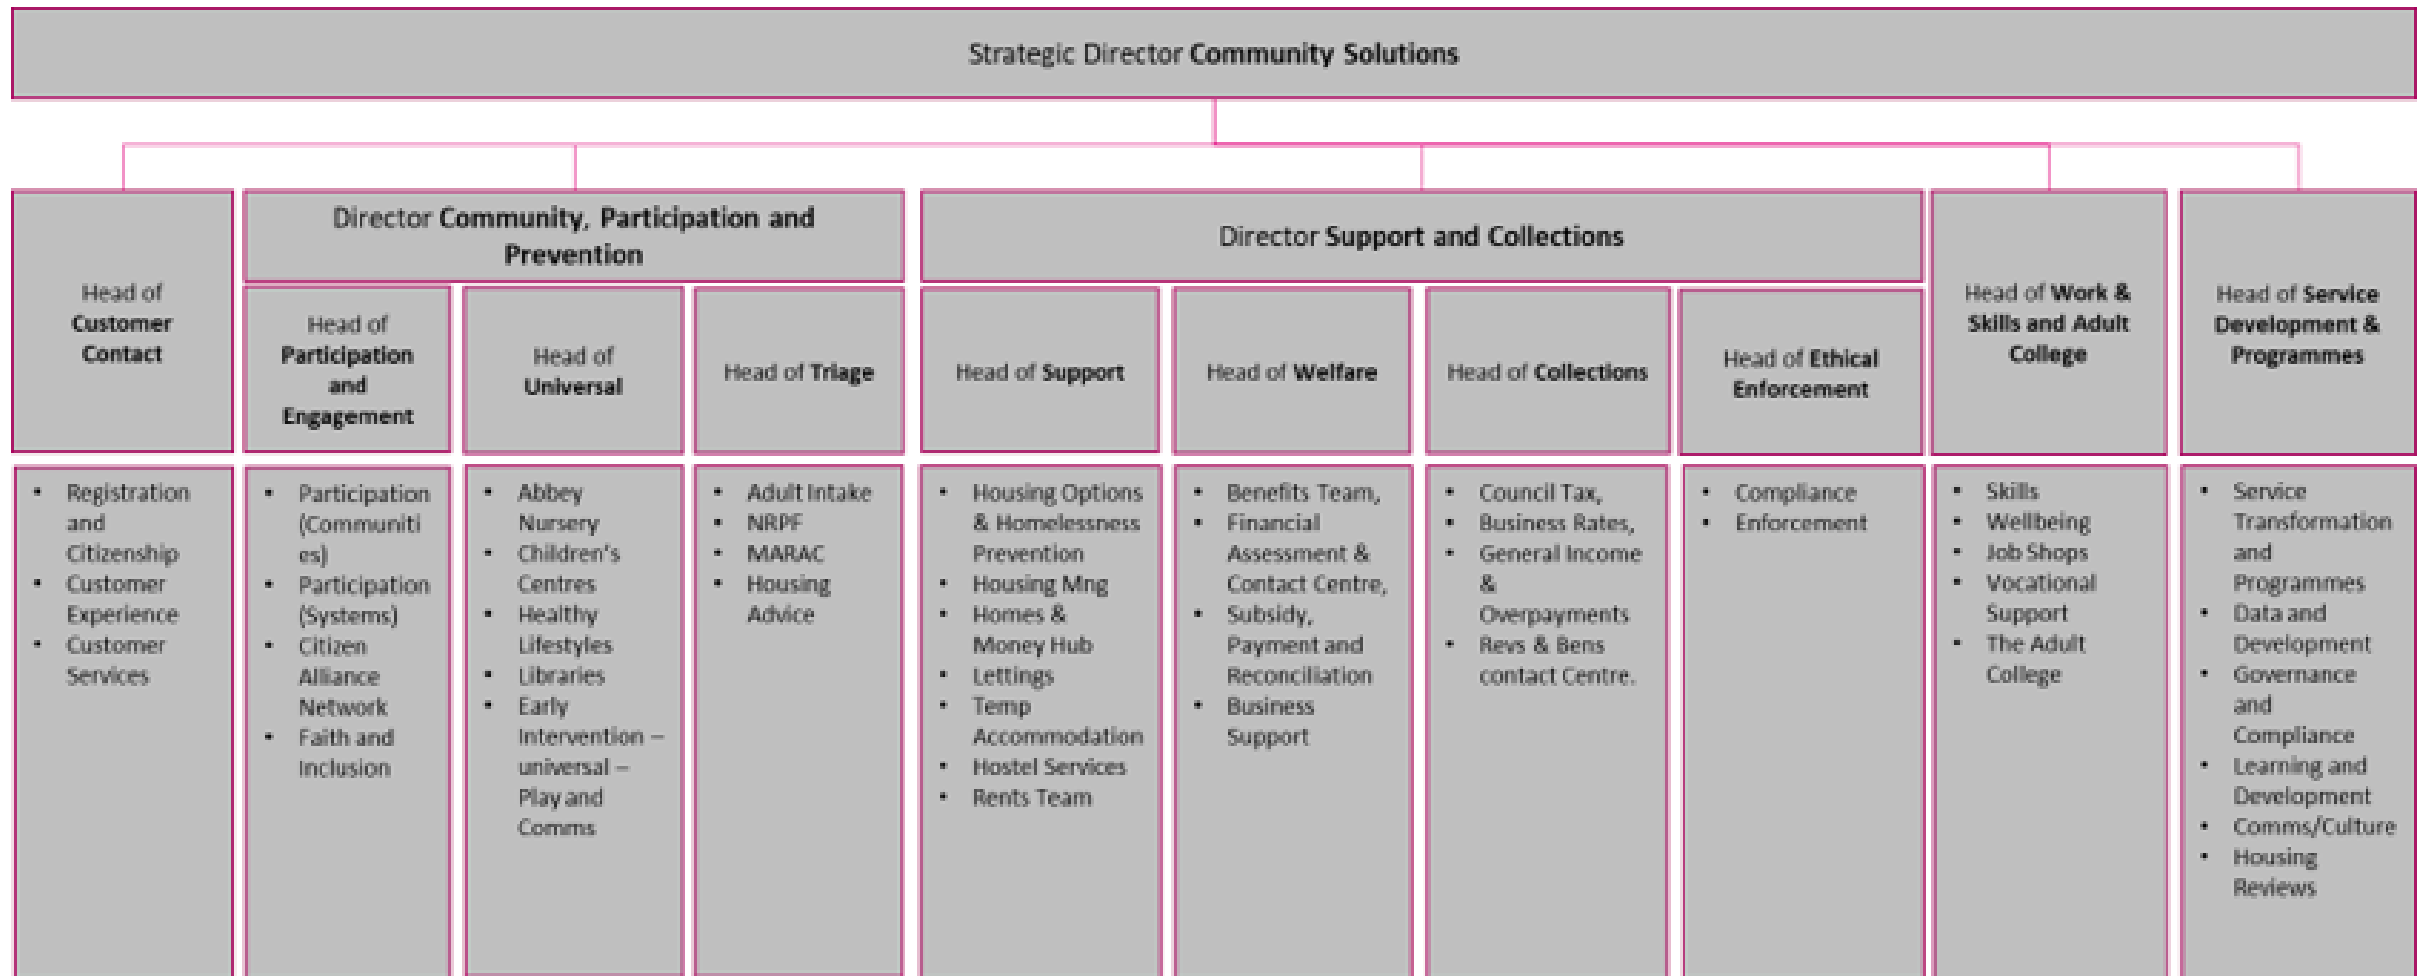 Strategic Director Community Solutions
Head of
Customer
Contact
Director Community, Participation and
Prevention
Head of
Participation
and
Engagement
Head of
Universal
Head of Triage
Director Support and Collections
Head of Support
Head of Welfare
Head of Collections
Head of Ethical
Enforcement
Head of Work &
Skills and Adult
College
Head of Service
Development &
Programmes
• Registration
and
Citizenship
• Customer
Experience
• Customer
Services
• Participation
(Communiti
es)
• Participation
(Systems)
• Citizen
Alliance
Network
• Faith and
Inclusion
• Abbey
Nursery
• Children's
Centres
• Healthy
Lifestyles
• Libraries
• Early
Intervention –
universal –
Play and
Comms
• Adult Intake
• NRPF
• MARAC
• Housing
Advice
• Housing Options
& Homelessness
Prevention
• Housing Mng
• Homes &
Money Hub
• Lettings
• Temp
Accommodation
• Hostel Services
• Rents Team
• Benefits Team,
• Financial
Assessment &
Contact Centre,
• Subsidy,
Payment and
Reconciliation
• Business
Support
• Council Tax,
• Business Rates,
• General Income
&
Overpayments
• Revs & Bens
contact Centre.
• Compliance
• Enforcement
• Skills
• Wellbeing
• Job Shops
• Vocational
Support
• The Adult
College
• Service
Transformation
and
Programmes
• Data and
Development
• Governance
and
Compliance
• Learning and
Development
• Comms/Culture
• Housing
Reviews